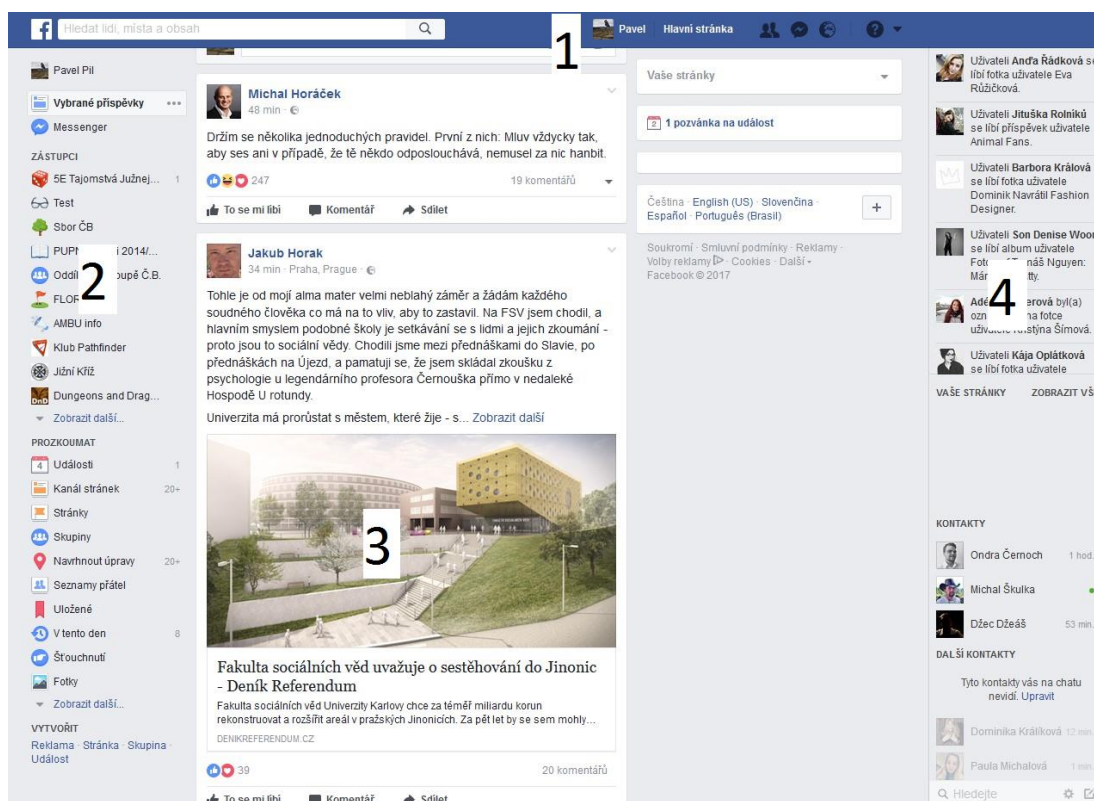 Hledat lidi, místa a obsah
1
Pavel
Hlavní stránka
Pavel Pil
Vybrané příspěvky
Messenger
ZÁSTUPCI
5E Tajomstvá Južnej... 1
Test
Sbor ČB
2014/...
2
Č.B.
AMBU info
Klub Pathfinder
Jižní Kříž
Dungeons and Drag...
Zobrazit další...
PROZKOUMAT
Události 1
Kanál stránek 20+
Stránky
Skupiny
Navrhnout úpravy 20+
Seznamy přátel
Uložené
V tento den 8
Šťouchnutí
Fotky
Zobrazit další...
VYTVOŘIT
Reklama · Stránka · Skupina ·
Událost
Michal Horáček
48 min ·
Držím se několika jednoduchých pravidel. První z nich: Mluv vždycky tak,
aby ses ani v případě, že tě někdo odposlouchává, nemusel za nic hanbit.
247
19 komentářů
To se mi líbí Komentář Sdílet
Jakub Horak
34 min · Praha, Prague ·
Tohle je od mojí alma mater velmi neblahý záměr a žádám každého
soudného člověka co má na to vliv, aby to zastavil. Na FSV jsem chodil, a
hlavním smyslem podobné školy je setkávání se s lidmi a jejich zkoumání -
proto jsou to sociální vědy. Chodili jsme mezi přednáškami do Slavie, po
přednáškách na Újezd, a pamatuji se, že jsem skládal zkoušku z
psychologie u legendárního profesora Černouška přímo v nedaleké
Hospodě U rotundy.
Univerzita má prorůstat s městem, které žije - s... Zobrazit další
3
Fakulta sociálních věd uvažuje o sestěhování do Jinonic
- Deník Referendum
Fakulta sociálních věd Univerzity Karlovy chce za téměř miliardu korun
rekonstruovat a rozšířit areál v pražských Jinonicích. Za pět let by se sem mohly...
DENIKREFERENDUM.CZ
39
20 komentářů
To se mi líbí Komentář Sdílet
Vaše stránky
2 1 pozvánka na událost
Čeština · English (US) · Slovenčina ·
Español · Português (Brasil)
Soukromí · Smluvní podmínky · Reklamy ·
Volby reklamy · Cookies · Další
Facebook © 2017
Uživateli Anďa Řádková se
líbí fotka uživatele Eva
Růžičková.
Uživateli Jituška Rolniků
se líbí příspěvek uživatele
Animal Fans.
Uživateli Barbora Králová
se líbí fotka uživatele
Dominik Navrátil Fashion
Designer.
Uživateli Son Denise Woon
se líbí album uživatele
Nguyen:
4
byl(a)
na fotce
Kristýna Šímová.
Uživateli Kája Oplátková
se líbí fotka uživatele
VAŠE STRÁNKY ZOBRAZIT VŠ
KONTAKTY
Ondra Černoch 1 hod.
Michal Škulka
Džec Džeáš 53 min.
DALŠÍ KONTAKTY
Tyto kontakty vás na chatu
nevidí. Upravit
Dominika Králíková 12 min.
Paula Michalová 1 min.
Hledejte